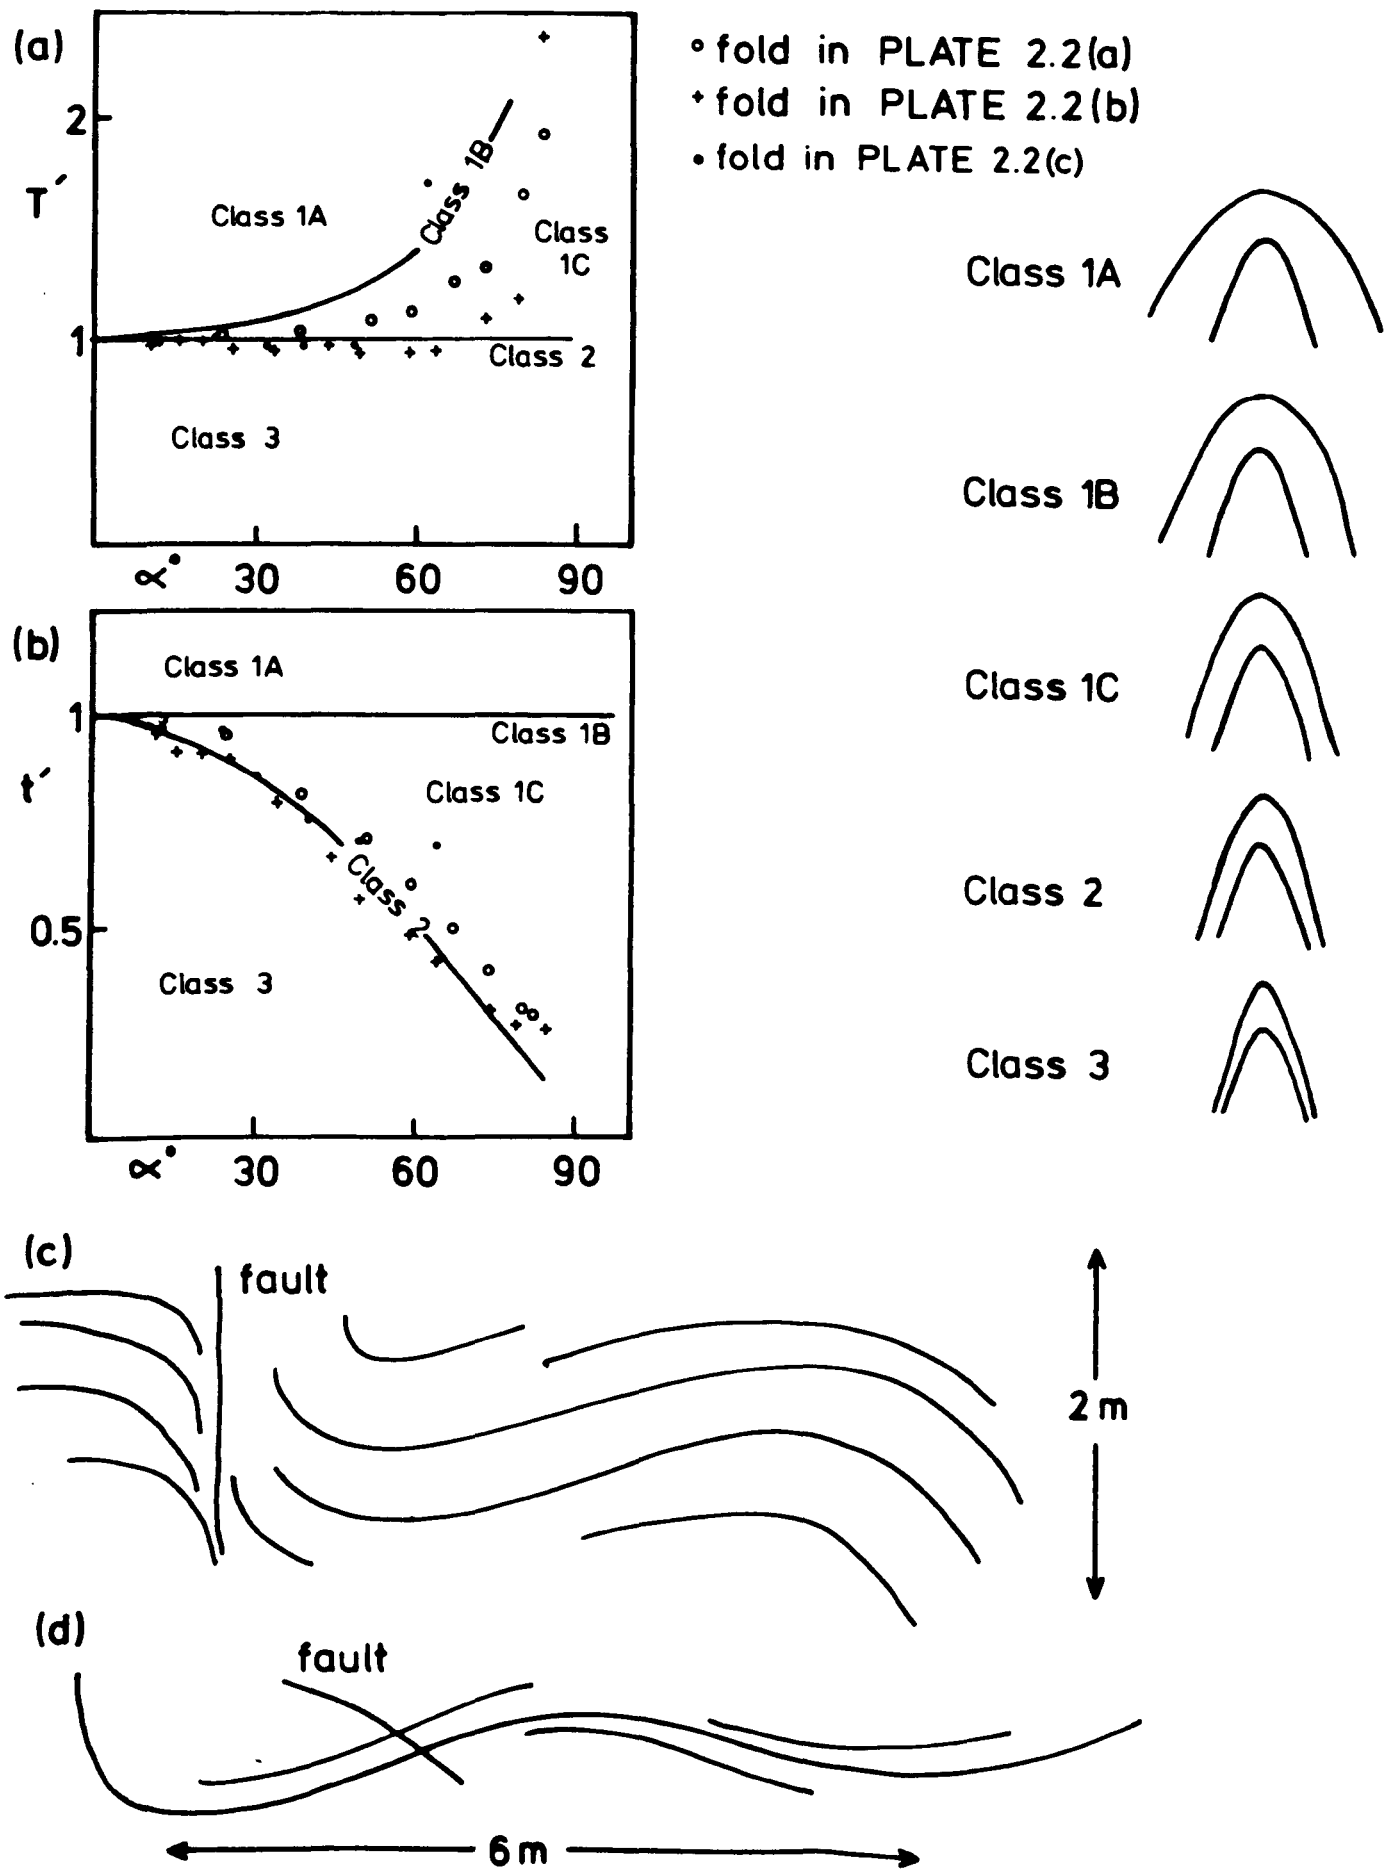 (a)
2
T´
1
Class 1A
Class 1B
Class
1C
Class 2
Class 3
α° 30 60 90
o fold in PLATE 2.2(a)
+ fold in PLATE 2.2(b)
• fold in PLATE 2.2(c)
Class 1A
Class 1B
Class 1C
Class 2
Class 3
(b)
1
t´
0.5
Class 1A
Class 1B
Class 1C
Class 2
Class 3
α° 30 60 90
(c)
fault
2m
(d)
fault
6m